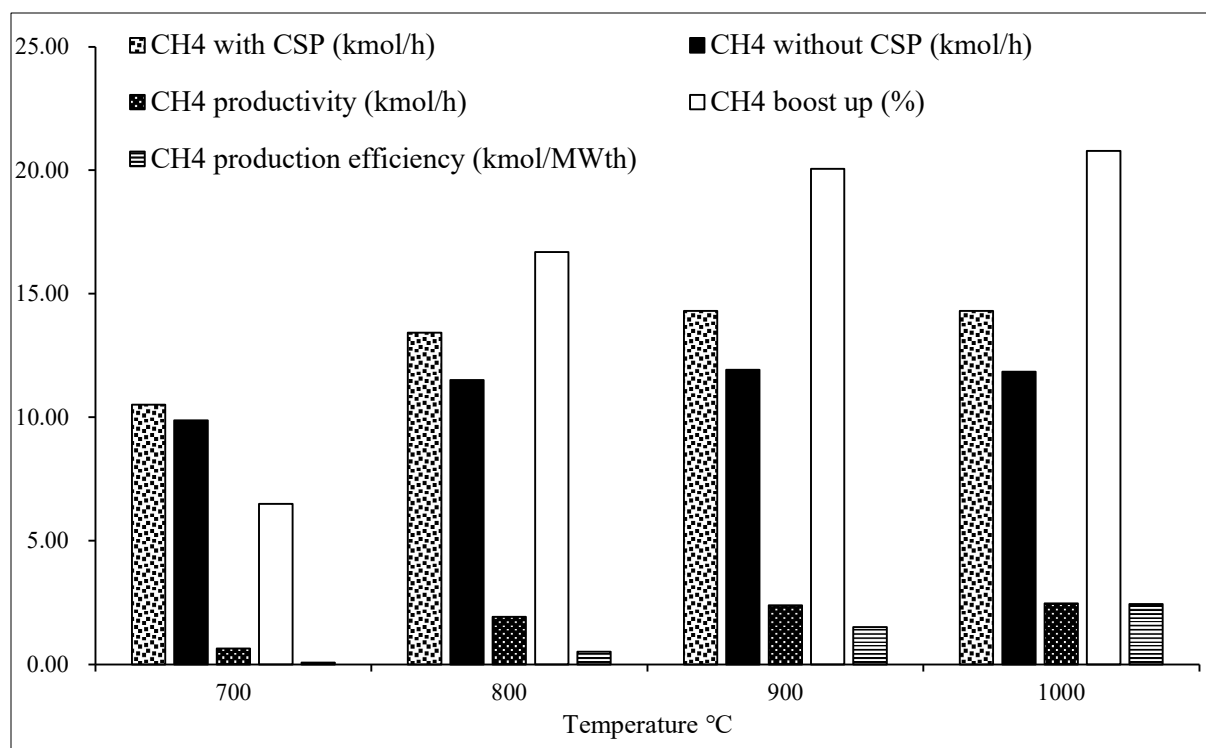 25.00
20.00
15.00
10.00
5.00
0.00
CH4 with CSP (kmol/h)
CH4 without CSP (kmol/h)
CH4 productivity (kmol/h)
CH4 boost up (%)
CH4 production efficiency (kmol/MWth)
700
800
900
1000
Temperature °C